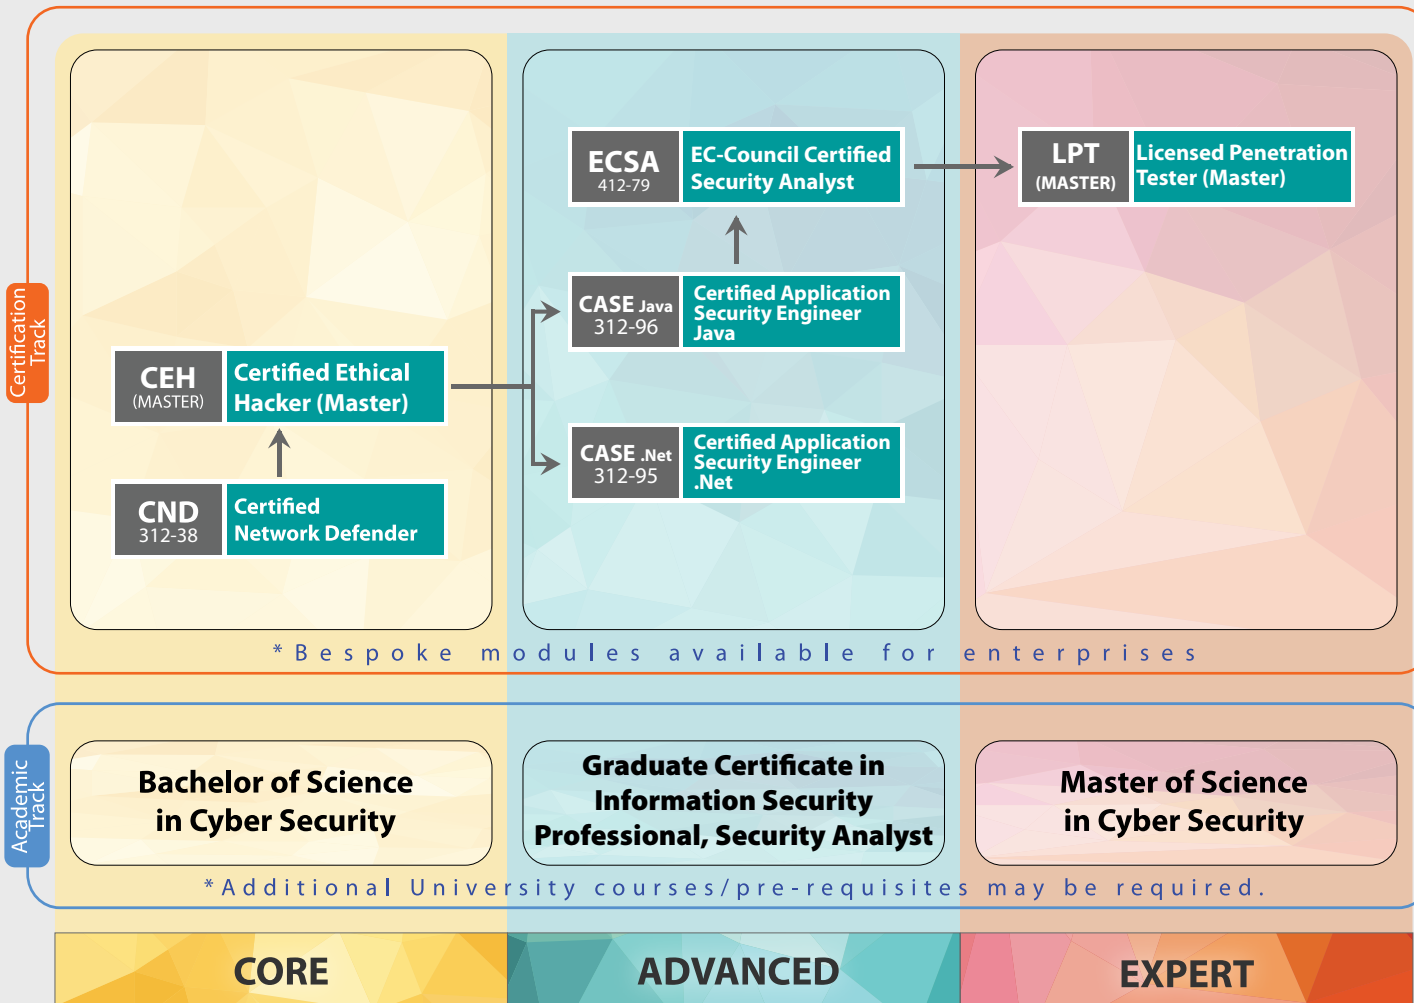 Certification
Track
ECSA
412-79
EC-Council Certified
Security Analyst
LPT
(MASTER)
Licensed Penetration
Tester (Master)
CASE Java
312-96
Certified Application
Security Engineer
Java
CEH
(MASTER)
Certified Ethical
Hacker (Master)
CASE .Net
312-95
Certified Application
Security Engineer
.Net
CND
312-38
Certified
Network Defender
*Bespoke modules available for enterprises
Academic
Track
Bachelor of Science
in Cyber Security
Graduate Certificate in
Information Security
Professional, Security Analyst
Master of Science
in Cyber Security
*Additional University courses/pre-requisites may be required.
CORE
ADVANCED
EXPERT